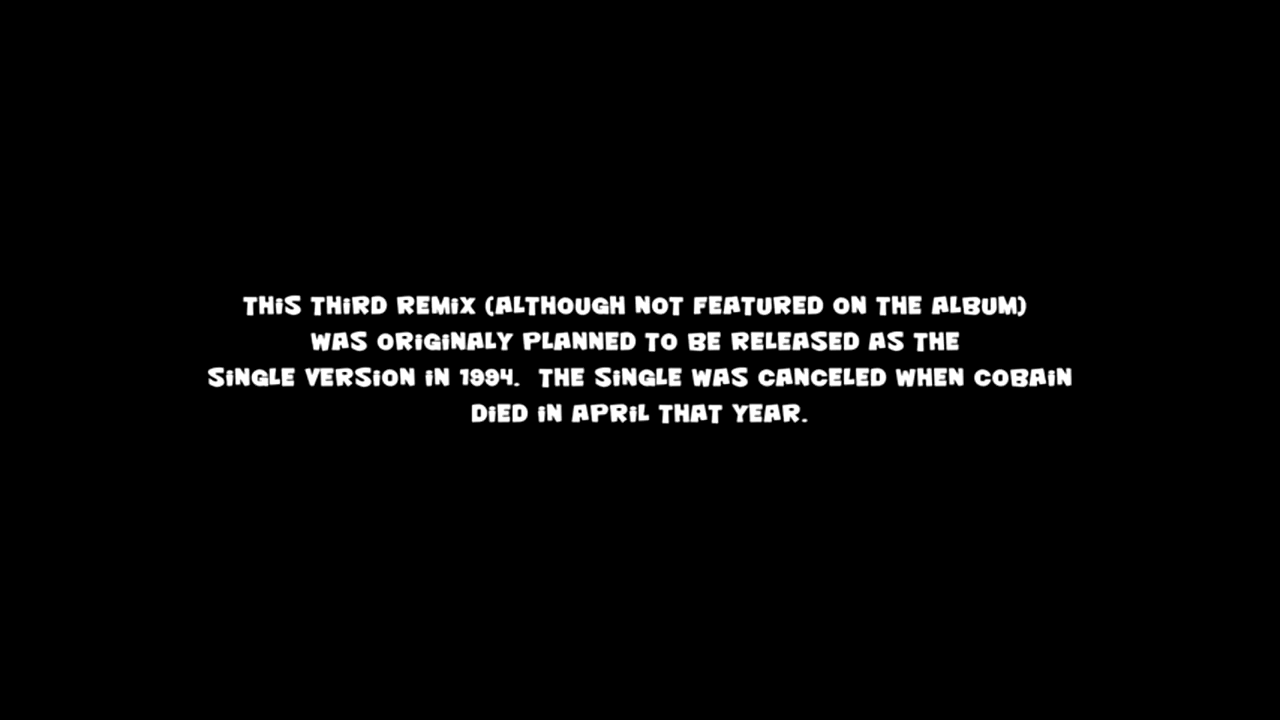 THiS THiRD REMiX (ALTHOUGH NOT FEATURED ON THE ALBUM)
WAS ORiGiNALY PLANNED TO BE RELEASED AS THE
SiNGLE VERSiON iN 1994. THE SiNGLE WAS CANCELED WHEN COBAiN
DiED iN APRiL THAT YEAR.